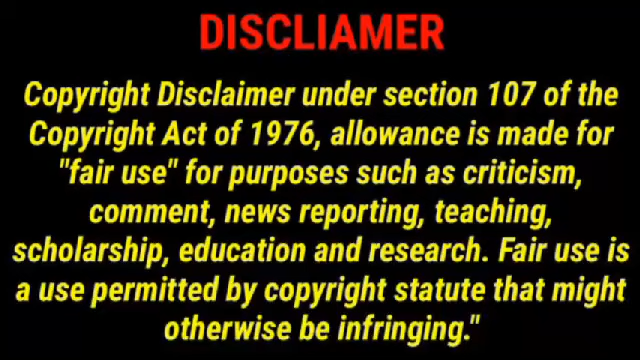 DISCLIAMER
Copyright Disclaimer under section 107 of the
Copyright Act of 1976, allowance is made for
"fair use" for purposes such as criticism,
comment, news reporting, teaching,
scholarship, education and research. Fair use is
a use permitted by copyright statute that might
otherwise be infringing."